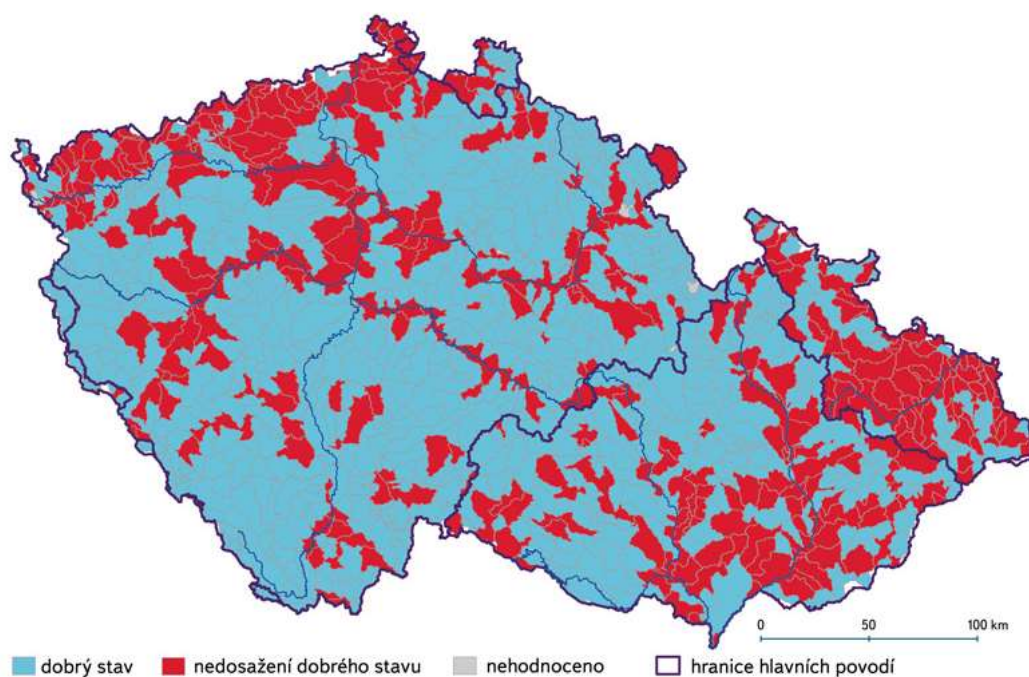 0 50 100 km
dobrý stav nedosažení dobrého stavu nehodnoceno hranice hlavních povodí